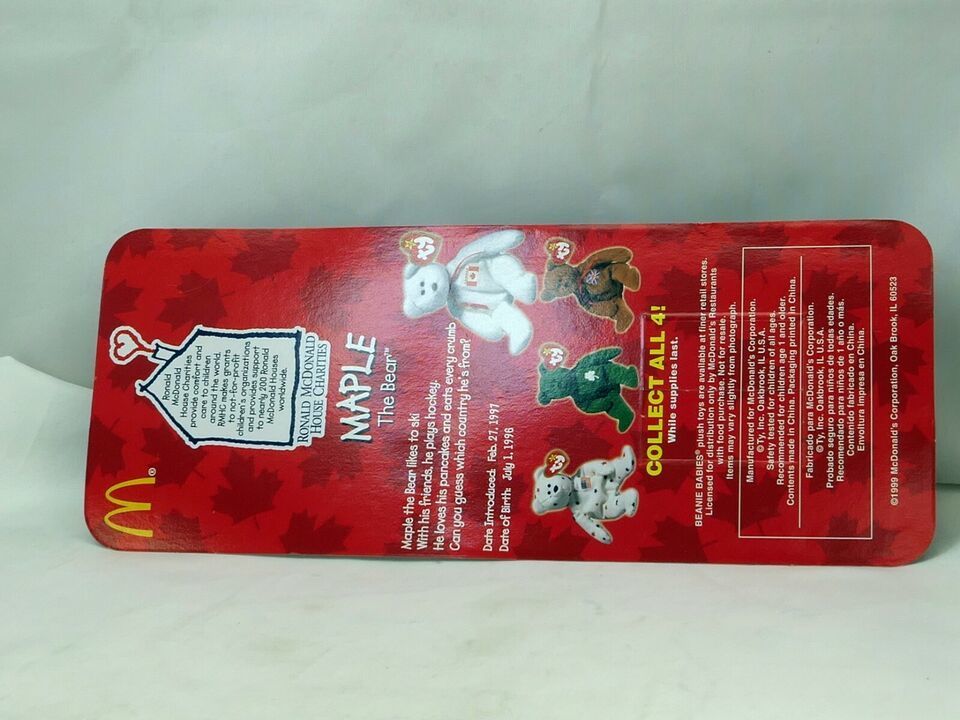 M®
Ronald
McDonald
House Charities
provide comfort and
care to children
around the world.
RMHC makes grants
to not-for-profit
children's organizations
and provides support
to nearly 200 Ronald
McDonald Houses
worldwide.
RONALD MCDONALD
HOUSE CHARITIES
MAPLE
The Bear™
Maple the Bear likes to ski
With his friends, he plays hockey.
He loves his pancakes and eats every crumb
Can you guess which country he's from?
Date Introduced: Feb. 27, 1997
Date of Birth: July 1, 1996
ty
ty
ty
ty
COLLECT ALL 4!
While supplies last.
BEANIE BABIES® plush toys are available at finer retail stores.
Licensed for distribution only by McDonald's Restaurants
with food purchase. Not for resale.
Items may vary slightly from photograph.
Manufactured for McDonald's Corporation.
©Ty, Inc. Oakbrook, IL U.S.A.
Safety tested for children of all ages.
Recommended for children age 1 and older.
Contents made in China. Packaging printed in China.
Fabricado para McDonald's Corporation.
©Ty, Inc. Oakbrook, IL U.S.A.
Probado seguro para niños de todas edades.
Recomendado para niños de 1 año o más.
Contenido fabricado en China.
Envoltura impresa en China.
©1999 McDonald's Corporation, Oak Brook, IL 60523